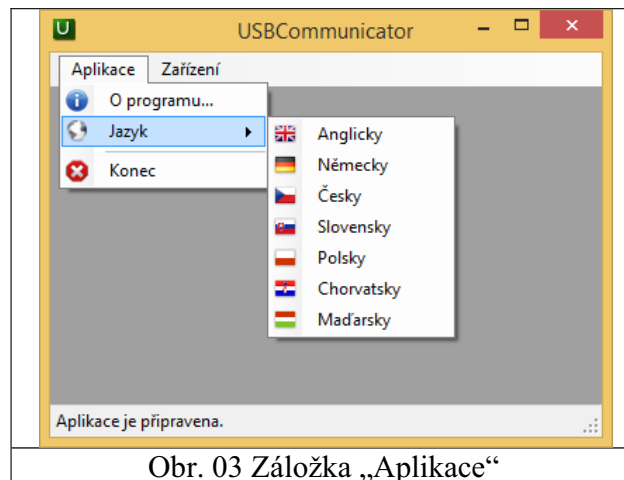 U USBCommunicator
Aplikace Zařízení
O programu...
Jazyk
Konec
Anglicky
Německy
Česky
Slovensky
Polsky
Chorvatsky
Maďarsky
Aplikace je připravena.
Obr. 03 Záložka „Aplikace“